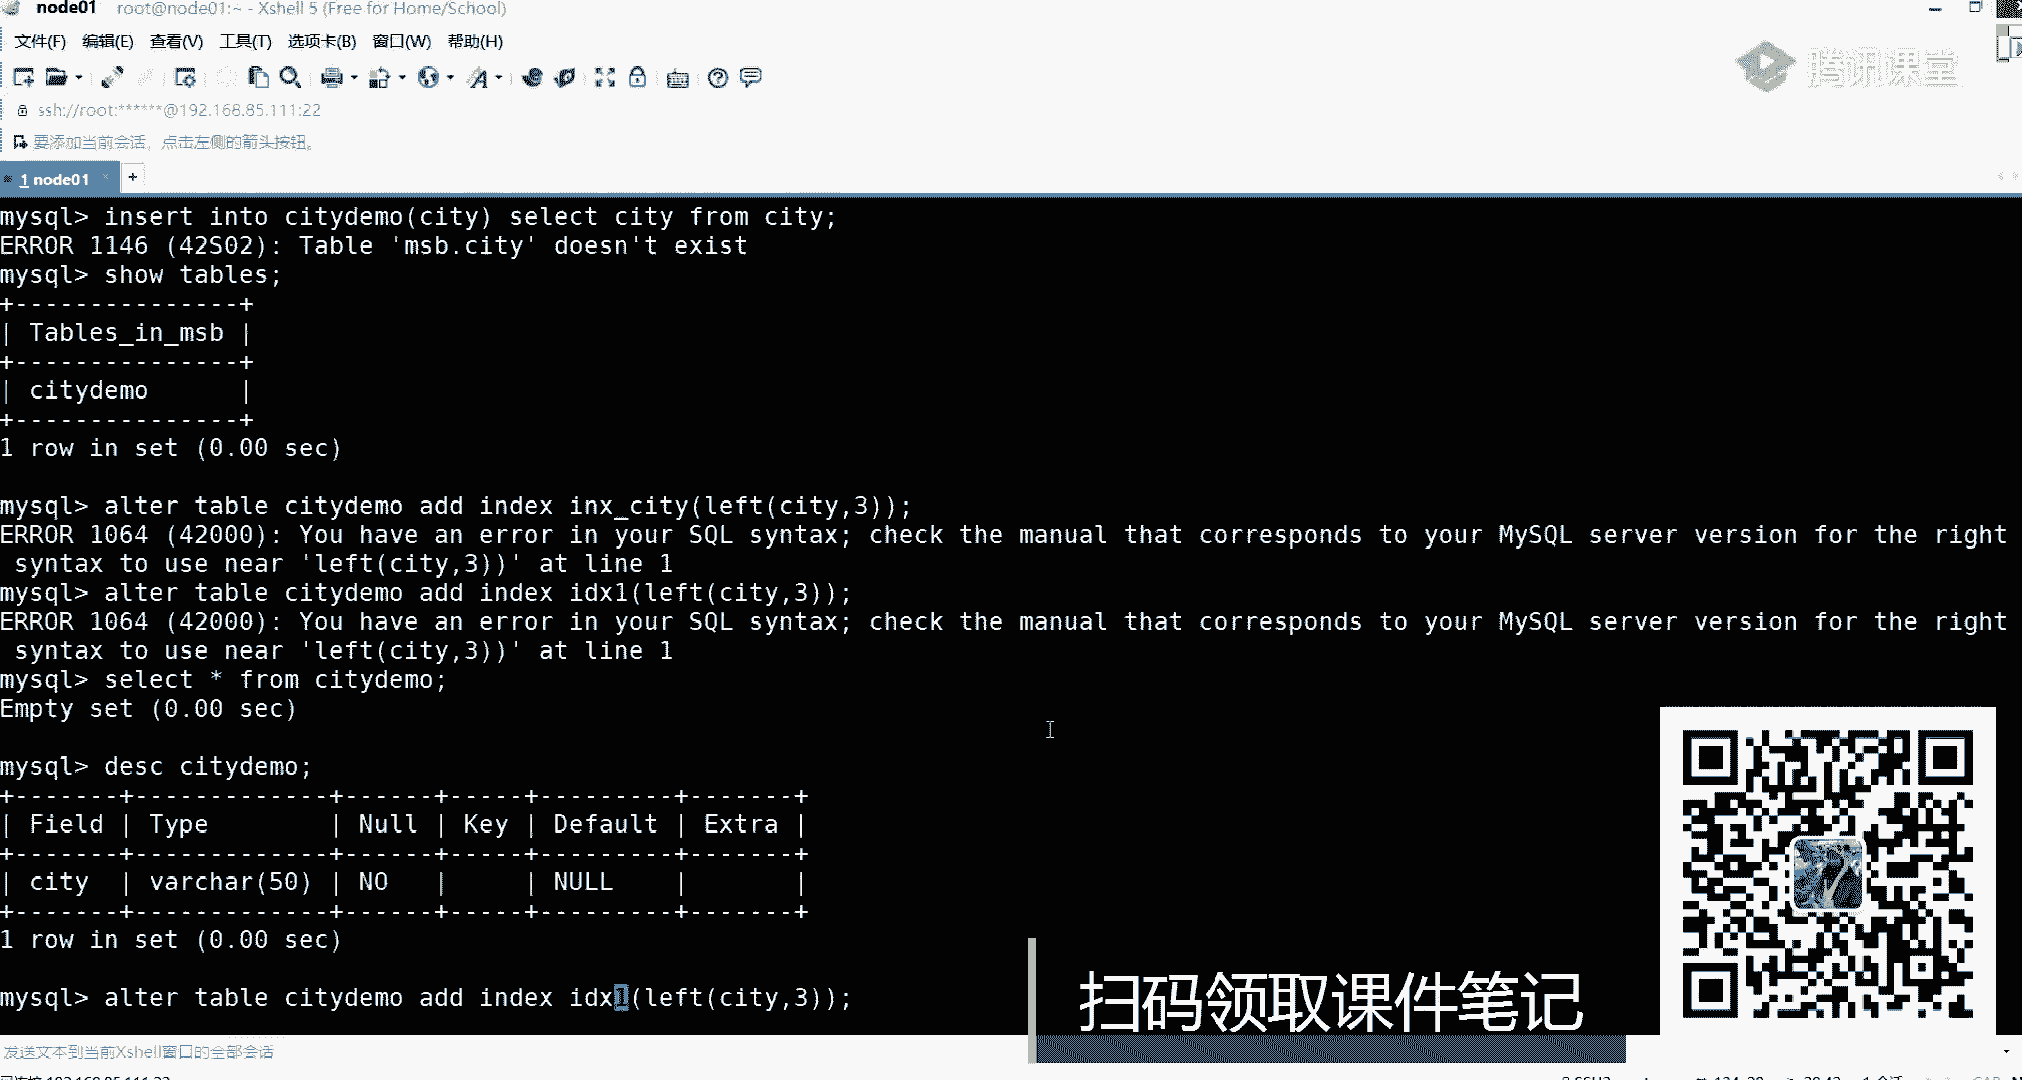 node01 root@node01:~ - Xshell 5 (Free for Home/School)
文件(F) 编辑(E) 查看(V) 工具(T) 选项卡(B) 窗口(W) 帮助(H)
腾讯课堂
ssh://root:******@192.168.85.111:22
要添加当前会话，点击左侧的箭头按钮。
1 node01
mysql> insert into citydemo(city) select city from city;
ERROR 1146 (42S02): Table 'msb.city' doesn't exist
mysql> show tables;
+---------------+
| Tables_in_msb |
+---------------+
| citydemo      |
+---------------+
1 row in set (0.00 sec)
mysql> alter table citydemo add index inx_city(left(city,3));
ERROR 1064 (42000): You have an error in your SQL syntax; check the manual that corresponds to your MySQL server version for the right
syntax to use near 'left(city,3))' at line 1
mysql> alter table citydemo add index idx1(left(city,3));
ERROR 1064 (42000): You have an error in your SQL syntax; check the manual that corresponds to your MySQL server version for the right
syntax to use near 'left(city,3))' at line 1
mysql> select * from citydemo;
Empty set (0.00 sec)
mysql> desc citydemo;
+-------+-------------+------+-----+---------+-------+
| Field | Type        | Null | Key | Default | Extra |
+-------+-------------+------+-----+---------+-------+
| city  | varchar(50) | NO   |     | NULL    |       |
+-------+-------------+------+-----+---------+-------+
1 row in set (0.00 sec)
mysql> alter table citydemo add index idx1(left(city,3));
扫码领取课件笔记
发送文本到当前Xshell窗口的全部会话